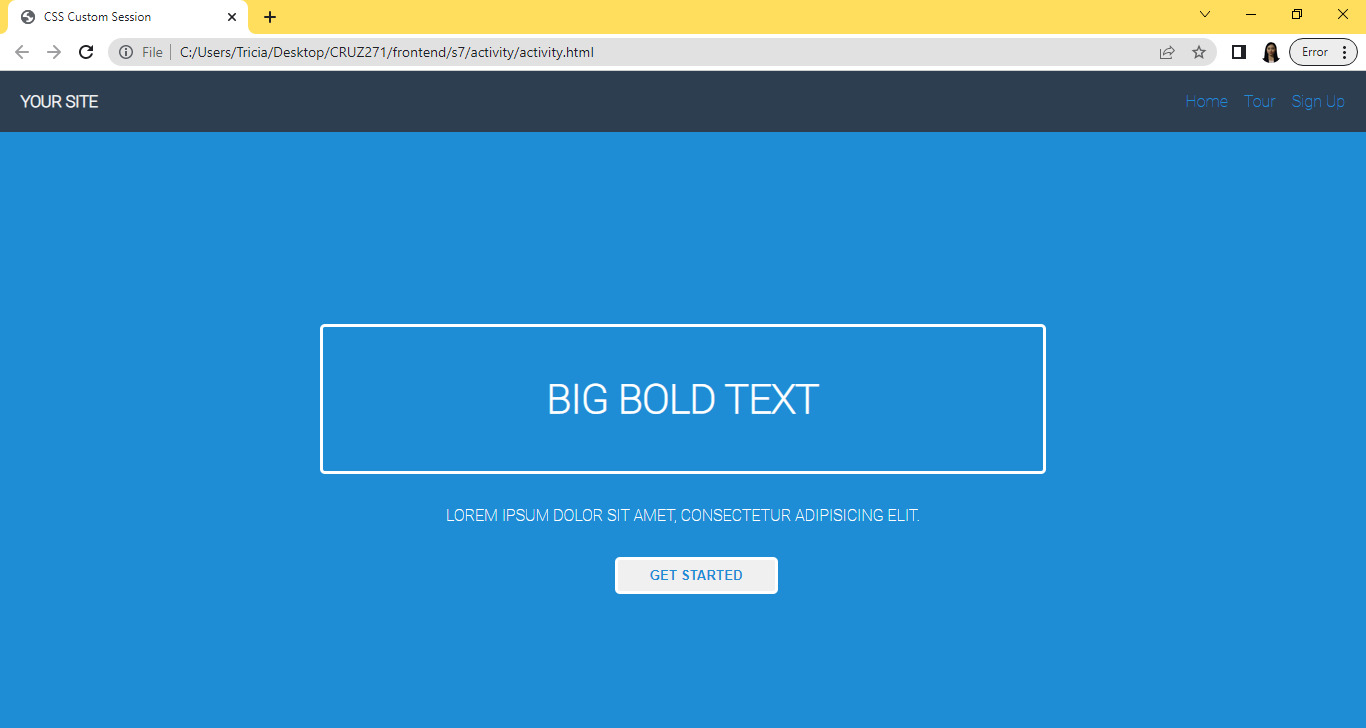 CSS Custom Session
File
C:/Users/Tricia/Desktop/CRUZ271/frontend/s7/activity/activity.html
Error
YOUR SITE
Home Tour Sign Up
BIG BOLD TEXT
LOREM IPSUM DOLOR SIT AMET, CONSECTETUR ADIPISICING ELIT.
GET STARTED